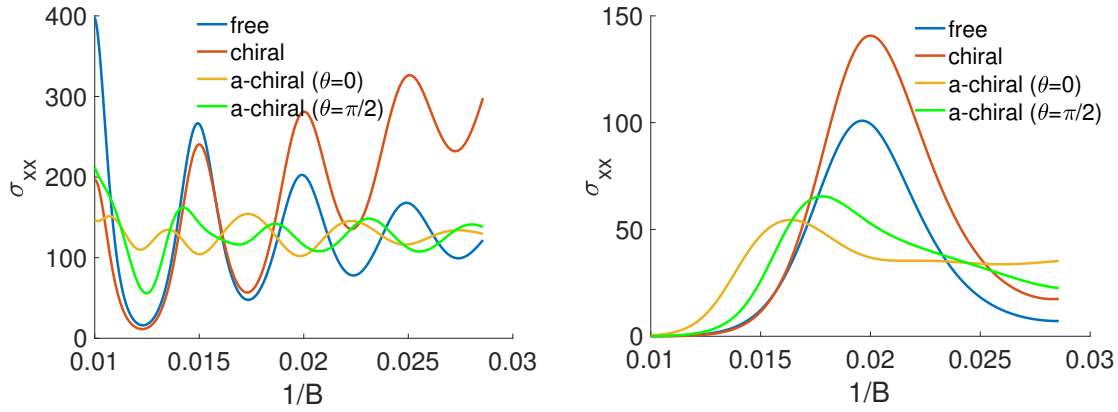 400
300
200
100
0
σxx
free
chiral
a-chiral (θ=0)
a-chiral (θ=π/2)
0.01 0.015 0.02 0.025 0.03
1/B
150
100
50
0
σxx
free
chiral
a-chiral (θ=0)
a-chiral (θ=π/2)
0.01 0.015 0.02 0.025 0.03
1/B